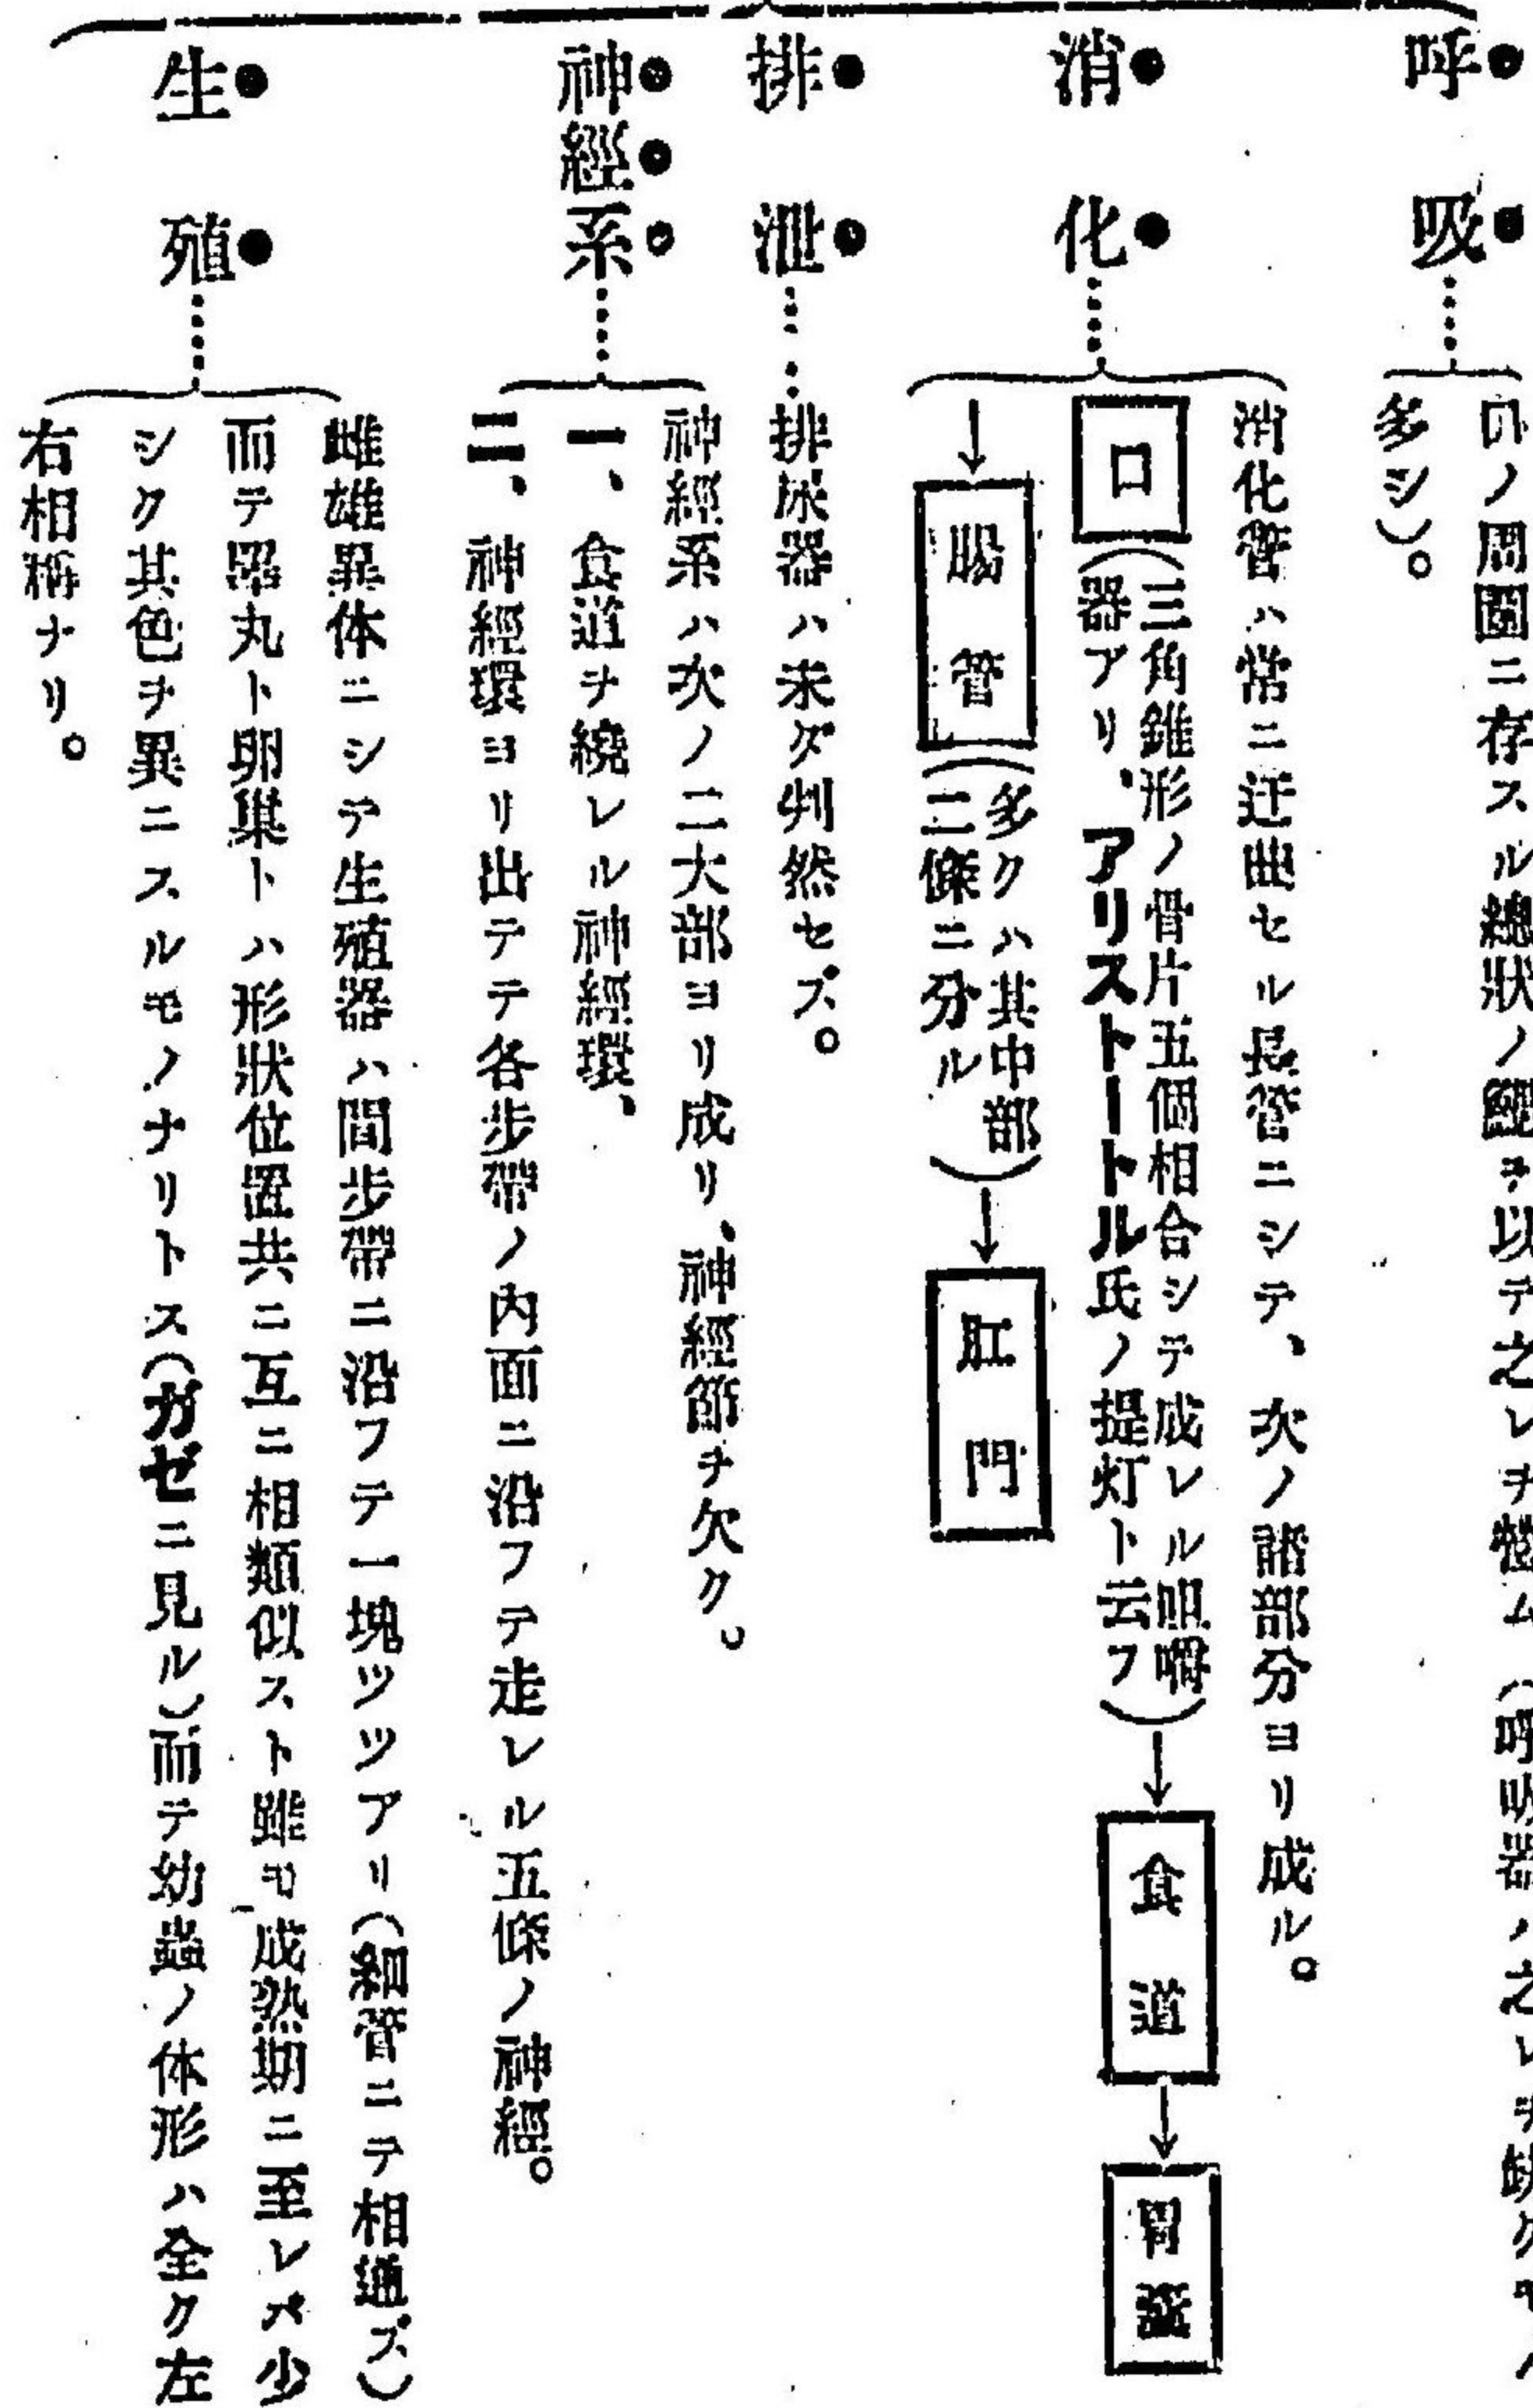 呼吸……
口ノ周圍ニ存スル總狀ノ鰓ヲ以テ之レヲ營ム(呼吸器ハ之レヲ缺クモノ
多シ)。
消化……
消化管ハ常ニ迂曲セル長管ニシテ、次ノ諸部分ヨリ成ル。
口(三角錐形ノ骨片五個相合シテ成レル咀嚼
器アリ、アリストートル氏ノ提灯ト云フ)→食道→胃囊
→腸管(多クハ其中部
二條ニ分ル)→肛門
排泄……排尿器ハ未ダ判然セズ。
神經系……
神經系ハ次ノ二大部ヨリ成リ、神經節ヲ欠ク。
一、食道ヲ繞レル神經環、
二、神經環ヨリ出テテ各步帶ノ內面ニ沿フテ走レル五條ノ神經。
生殖……
雌雄異体ニシテ生殖器ハ間步帶ニ沿フテ一塊ツツアリ(細管ニテ相通ズ)
而テ睪丸ト卵巢トハ形狀位置共ニ互ニ相類似スト雖モ成熟期ニ至レバ少
シク其色ヲ異ニスルモノナリトス(ガゼニ見ル)而テ幼蟲ノ体形ハ全ク左
右相稱ナリ。